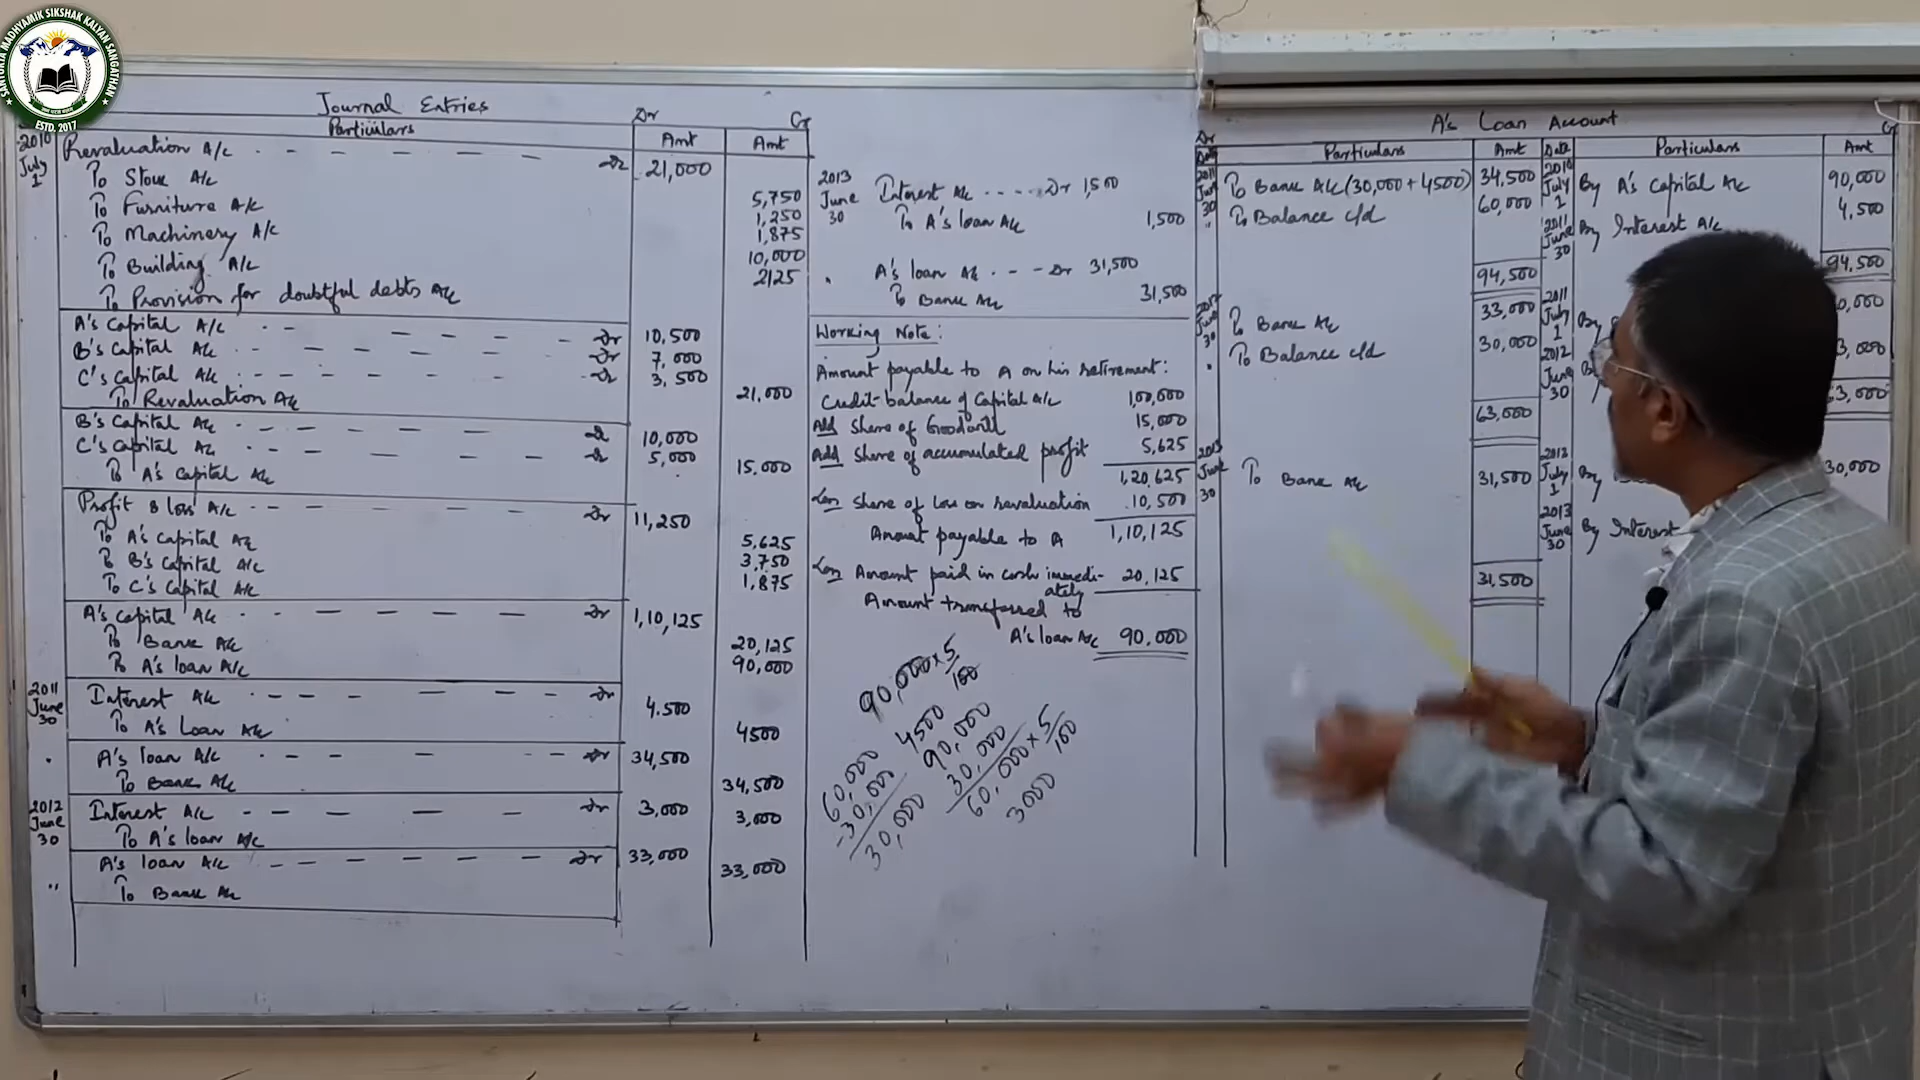 SANYUKTA MADHYAMIK SIKSHAK KALYAN SANGATHAN
ESTD. 2017
Journal Entries
Dr Cr
Particulars Amt Amt
2010 July 1 Revaluation A/c Dr 21,000
To Stock A/c 5,750
To Furniture A/c 1,250
To Machinery A/c 1,875
To Building A/c 10,000
To Provision for doubtful debts A/c 2125
A's Capital A/c Dr 10,500
B's Capital A/c Dr 7,000
C's Capital A/c Dr 3,500
To Revaluation A/c 21,000
B's Capital A/c Dr 10,000
C's Capital A/c Dr 5,000
To A's Capital A/c 15,000
Profit & loss A/c Dr 11,250
To A's Capital A/c 5,625
To B's Capital A/c 3,750
To C's Capital A/c 1,875
A's Capital A/c Dr 1,10,125
To Bank A/c 20,125
To A's loan A/c 90,000
2011 June 30 Interest A/c Dr 4,500
To A's Loan A/c 4500
A's loan A/c Dr 34,500
To Bank A/c 34,500
2012 June 30 Interest A/c Dr 3,000
To A's loan A/c 3,000
" A's loan A/c Dr 33,000
To Bank A/c 33,000
2013 June 30 Interest A/c Dr 1,500
To A's loan A/c 1,500
A's loan A/c Dr 31,500
To Bank A/c 31,500
Working Note:
Amount payable to A on his retirement:
Credit balance of Capital A/c 1,00,000
Add Share of Goodwill 15,000
Add Share of accumulated profit 5,625
1,20,625
Less Share of Loss on revaluation 10,500
Amount payable to A 1,10,125
Less Amount paid in cash immediately 20,125
Amount transferred to
A's loan A/c 90,000
90,000 × 5/100
4500
90,000
30,000
60,000 × 5/100
3000
60,000
-30,000
30,000
A's Loan Account
Dr Cr
Date Particulars Amt Date Particulars Amt
2011 June 30 To Bank A/c (30,000+4500) 34,500 2010 July 1 By A's Capital A/c 90,000
" To Balance c/d 60,000 2011 June 30 By Interest A/c 4,500
94,500 94,500
2012 June 30 To Bank A/c 33,000 2011 July 1 By
To Balance c/d 30,000 2012 June 30
63,000 63,000
2013 June 30 To Bank A/c 31,500 2012 July 1 By 30,000
2013 June 30 By Interest
31,500